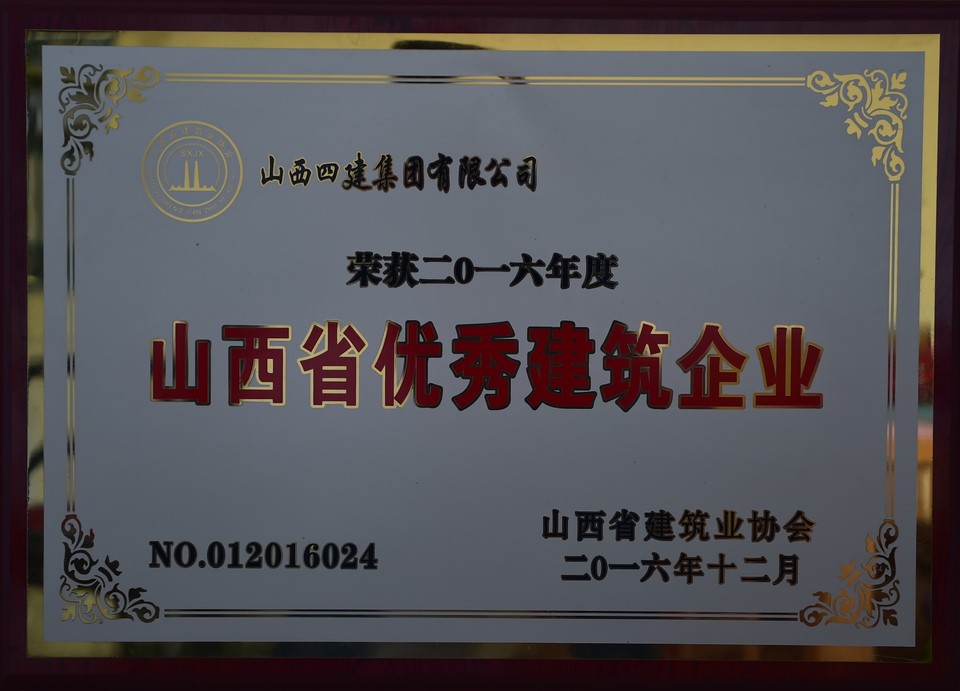 SXJX
山西四建集团有限公司
荣获二0一六年度
山西省优秀建筑企业
NO.012016024
山西省建筑业协会
二0一六年十二月